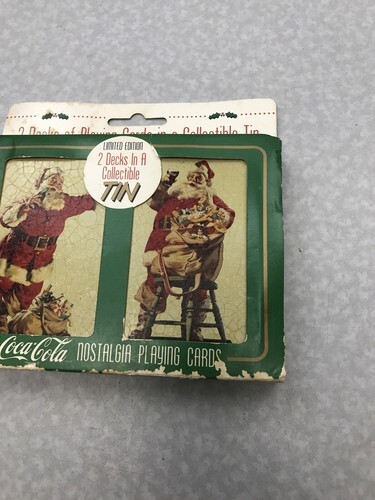 2 Decks of Playing Cards in a Collectible Tin
LIMITED EDITION
2 Decks In A
Collectible
TIN
Coca-Cola NOSTALGIA PLAYING CARDS